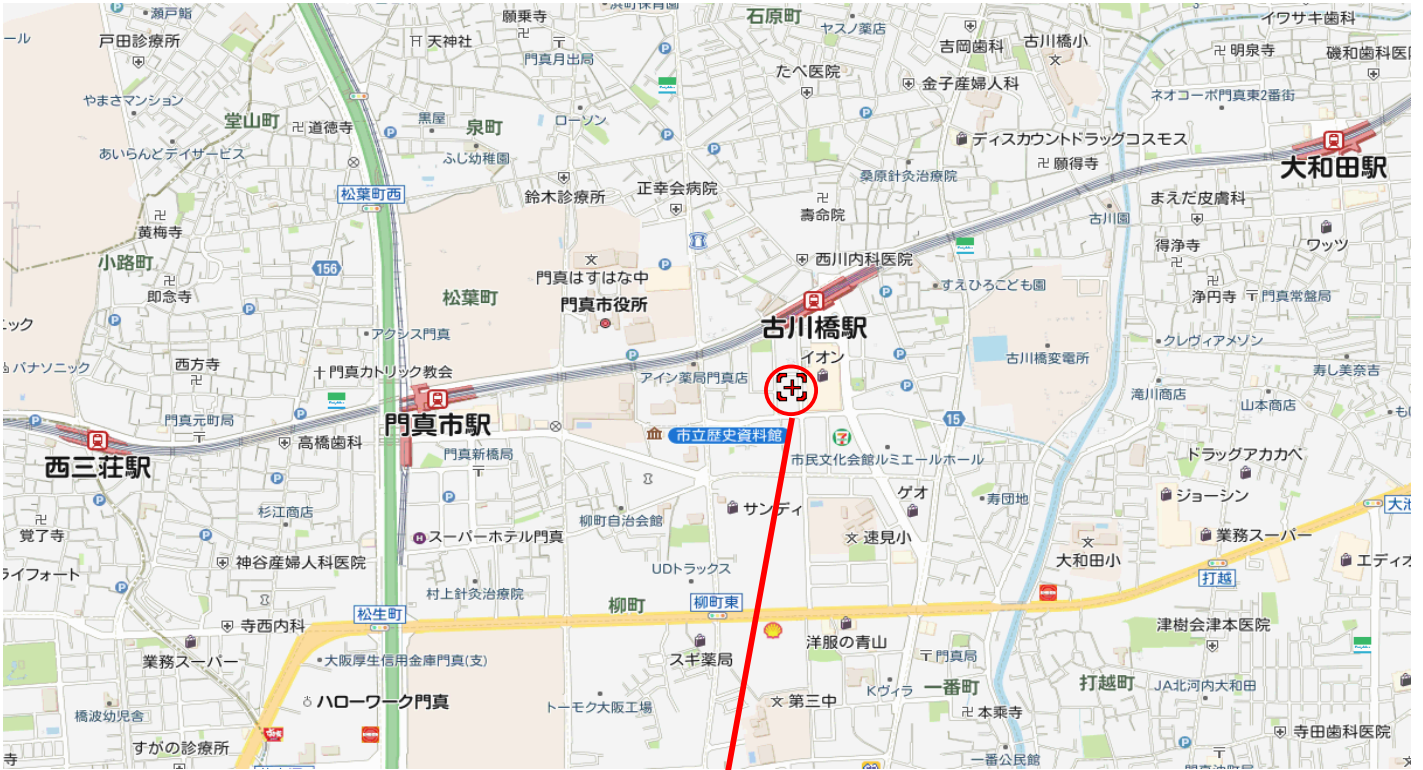 瀬戸鮨
願乗寺
石原町
ヤスノ薬店
イワサキ歯科
戸田診療所
天神社
門真月出局
吉岡歯科
古川橋小
明泉寺
磯和歯科医
たべ医院
金子産婦人科
やまさマンション
ネオコーポ門真東2番街
堂山町
道徳寺
黒屋
泉町
ローソン
ディスカウントドラッグコスモス
あいらんどデイサービス
ふじ幼稚園
願得寺
大和田駅
松葉町西
鈴木診療所
正幸会病院
桑原針灸治療院
まえだ皮膚科
黄梅寺
壽命院
古川園
得浄寺
ワッツ
小路町
156
門真はすはな中
西川内科医院
即念寺
松葉町
門真市役所
すえひろこども園
浄円寺
門真常盤局
ニック
アクシス門真
古川橋駅
クレヴィアメゾン
パナソニック
西方寺
門真カトリック教会
アイン薬局門真店
イオン
古川橋変電所
寿し美奈吉
滝川商店
山本商店
門真元町局
門真市駅
15
高橋歯科
市立歴史資料館
西三荘駅
門真新橋局
市民文化会館ルミエールホール
ドラッグアカカベ
杉江商店
サンディ
ゲオ
寿団地
ジョーシン
覚了寺
柳町自治会館
速見小
業務スーパー
スーパーホテル門真
神谷産婦人科医院
大和田小
エディオ
ライフォート
UDトラックス
打越
村上針灸治療院
松生町
柳町
柳町東
寺西内科
津樹会津本医院
業務スーパー
大阪厚生信用金庫門真(支)
スギ薬局
洋服の青山
門真局
ハローワーク門真
Kヴィラ
一番町
打越町
JA北河内大和田
橋波幼児舎
トーモク大阪工場
第三中
本乗寺
寺田歯科医院
すがの診療所
一番公民館
寺